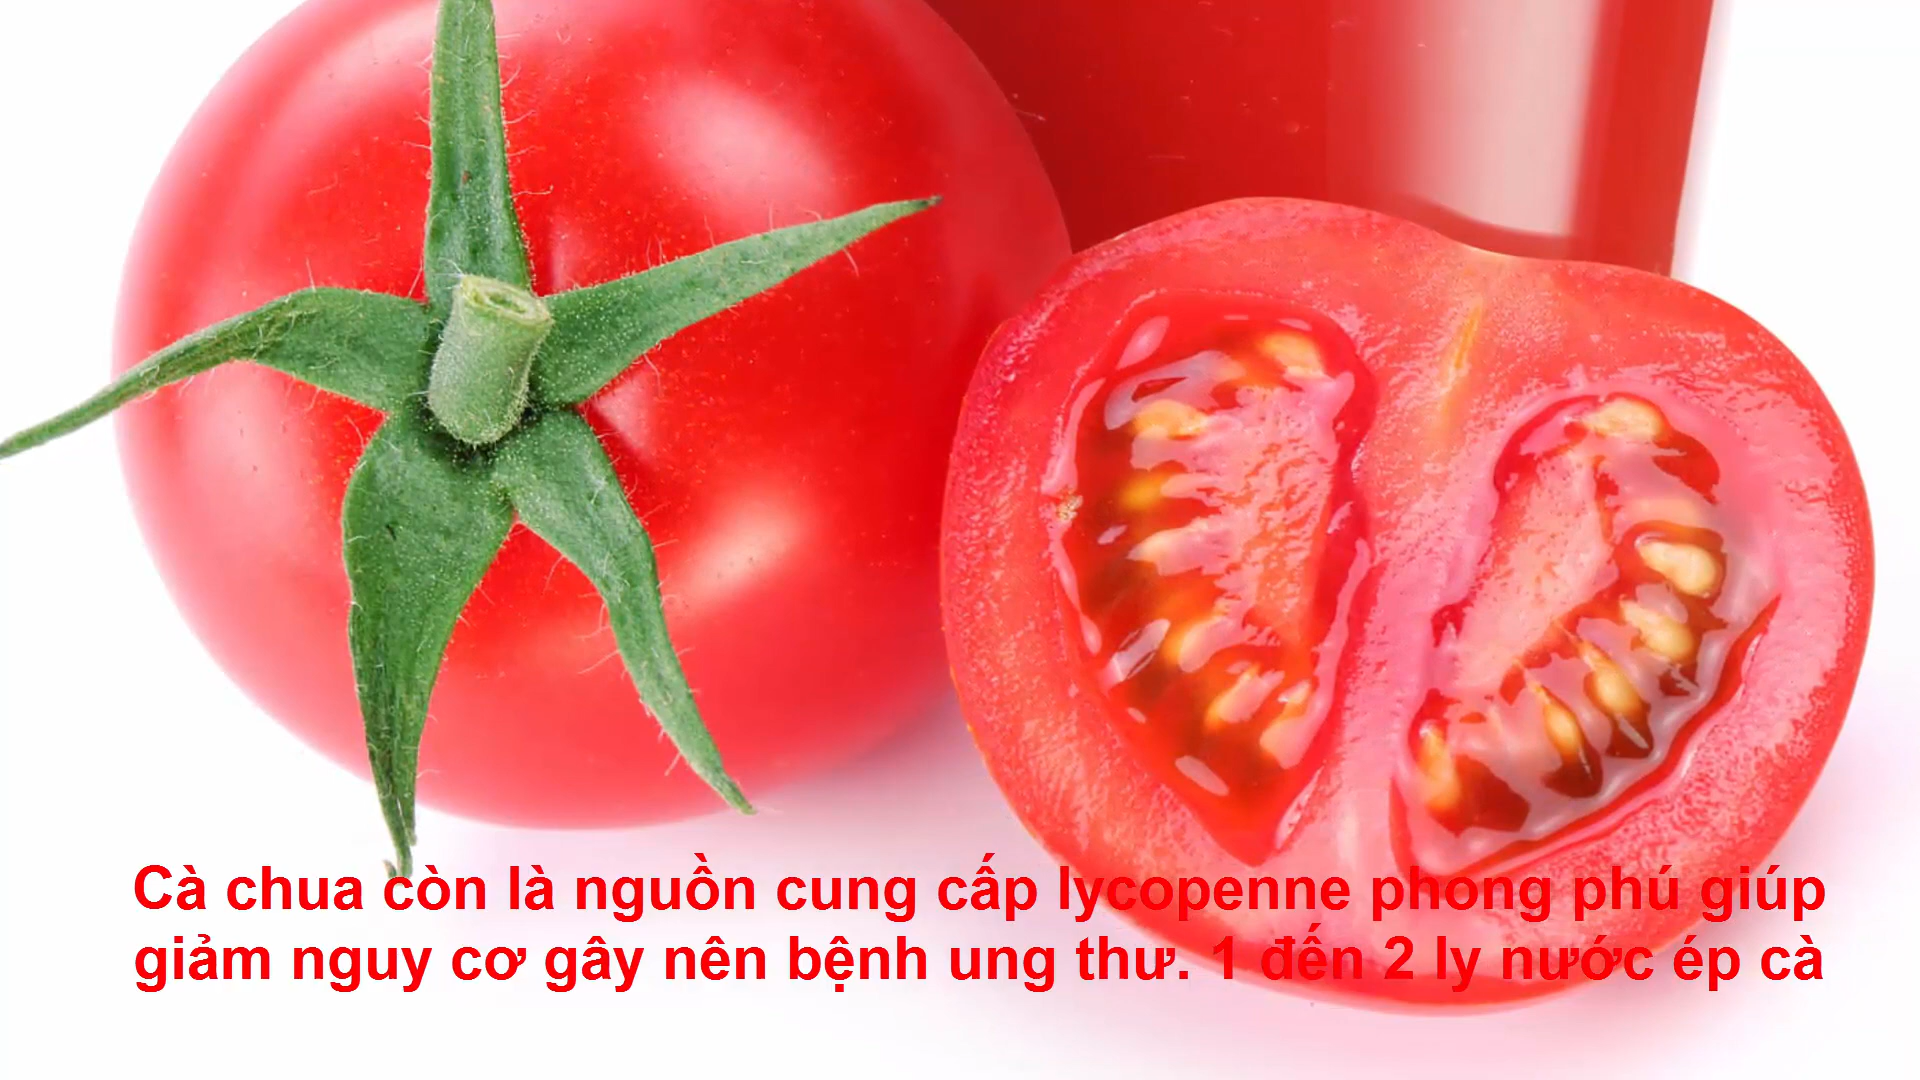 Cà chua còn là nguồn cung cấp lycopenne phong phú giúp
giảm nguy cơ gây nên bệnh ung thư. 1 đến 2 ly nước ép cà